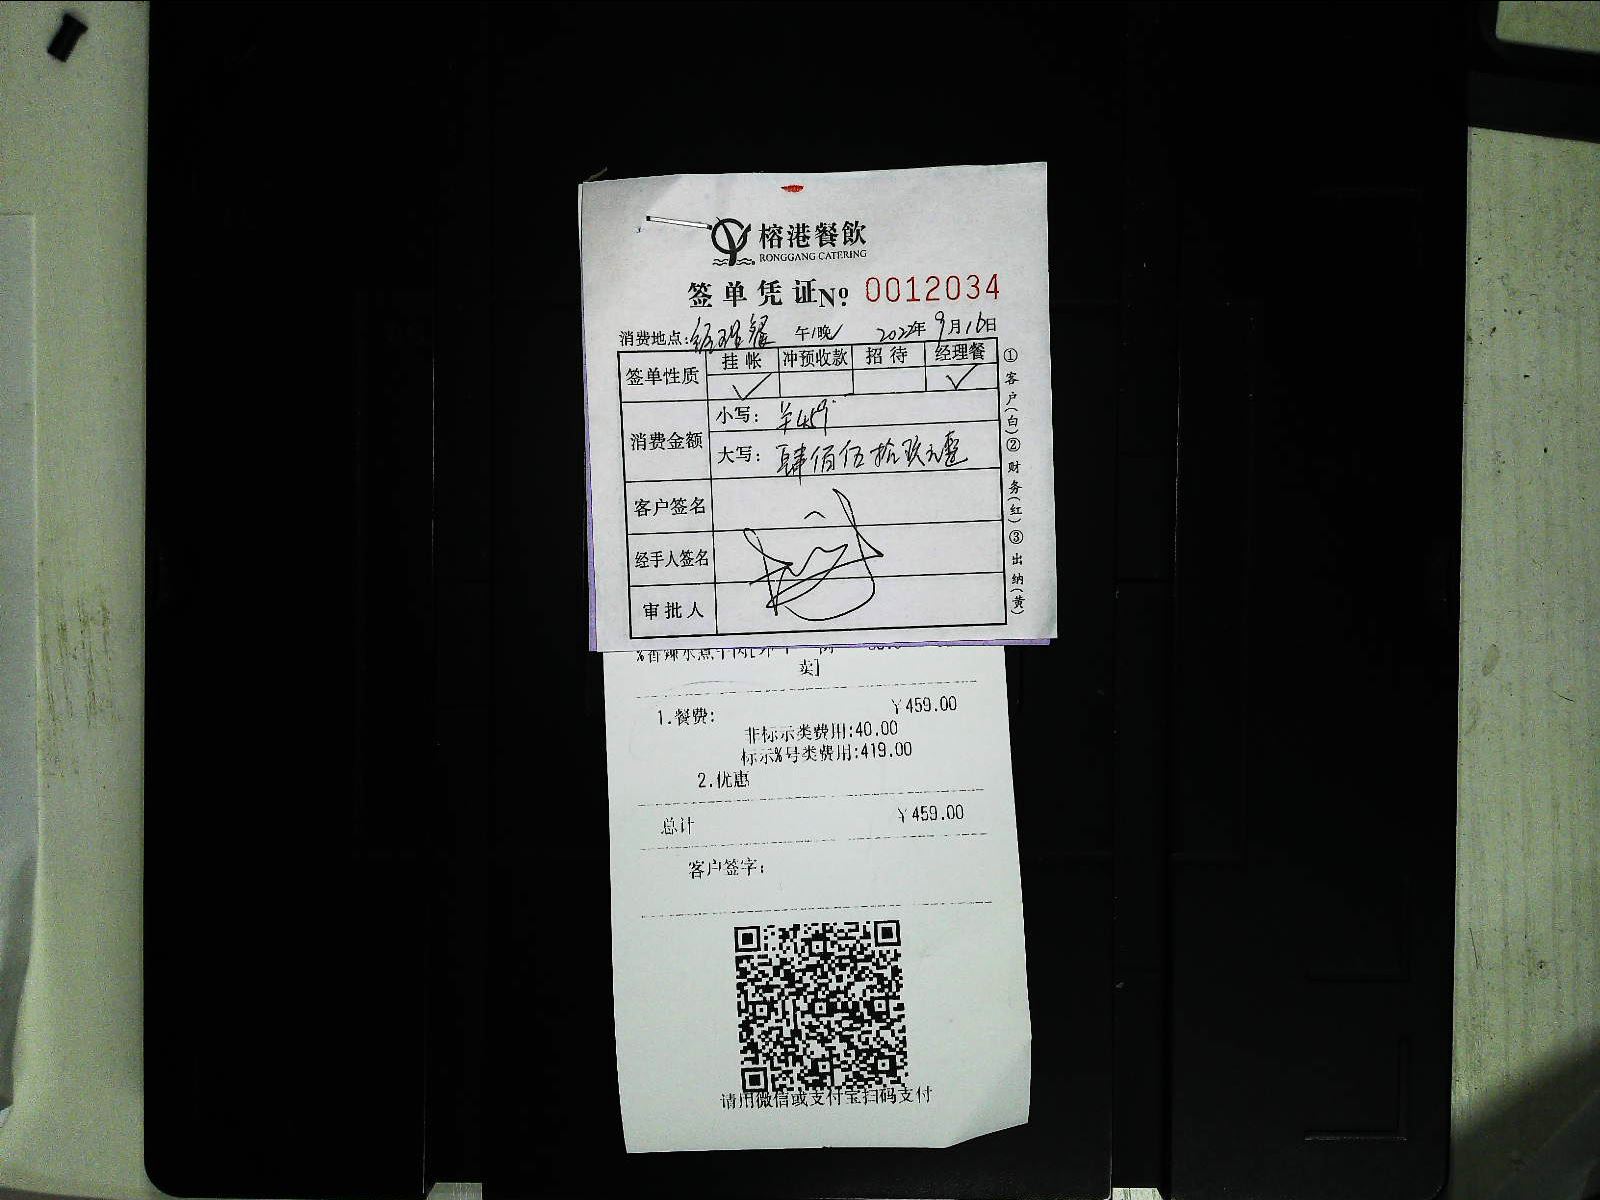 榕港餐飲
RONGGANG CATERING
签单凭证 Nº 0012034
消费地点: 经理餐 午/晚 2022年9月16日
签单性质 挂帐 冲预收款 招待 经理餐
✓ ✓
消费金额 小写: ￥459
大写: 肆佰伍拾玖元整
客户签名
经手人签名
审批人
①客户(白)②财务(红)③出纳(黄)
卖]
1.餐费: ￥459.00
非标示类费用:40.00
标示%号类费用:419.00
2.优惠
总计 ￥459.00
客户签字:
请用微信或支付宝扫码支付